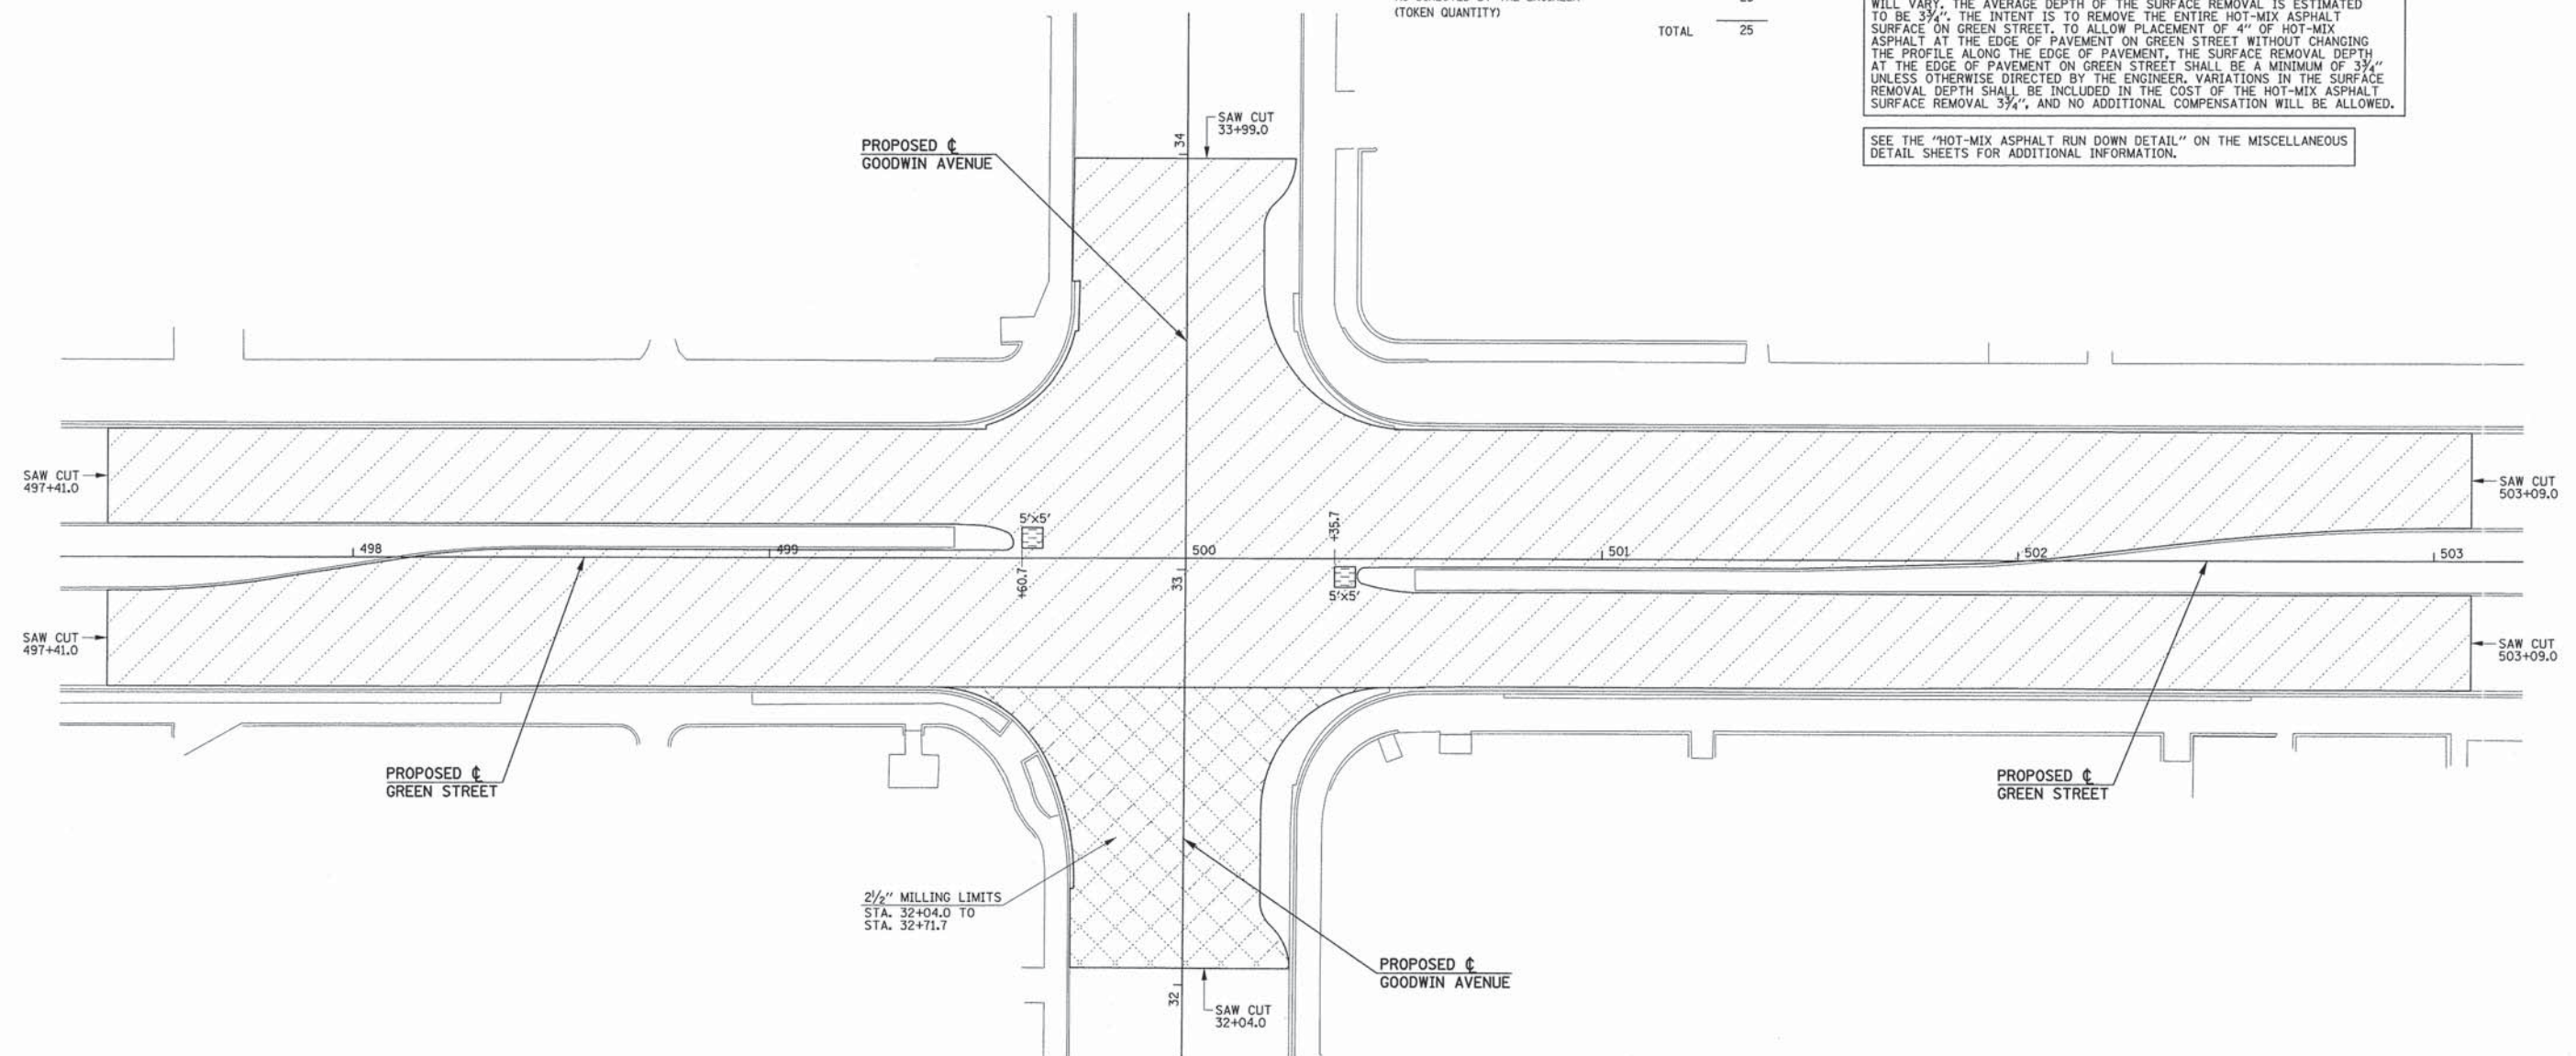 (TOKEN QUANTITY)
TOTAL 25
WILL VARY. THE AVERAGE DEPTH OF THE SURFACE REMOVAL IS ESTIMATED
TO BE 3¾". THE INTENT IS TO REMOVE THE ENTIRE HOT-MIX ASPHALT
SURFACE ON GREEN STREET. TO ALLOW PLACEMENT OF 4" OF HOT-MIX
ASPHALT AT THE EDGE OF PAVEMENT ON GREEN STREET WITHOUT CHANGING
THE PROFILE ALONG THE EDGE OF PAVEMENT, THE SURFACE REMOVAL DEPTH
AT THE EDGE OF PAVEMENT ON GREEN STREET SHALL BE A MINIMUM OF 3¾"
UNLESS OTHERWISE DIRECTED BY THE ENGINEER. VARIATIONS IN THE SURFACE
REMOVAL DEPTH SHALL BE INCLUDED IN THE COST OF THE HOT-MIX ASPHALT
SURFACE REMOVAL 3¾", AND NO ADDITIONAL COMPENSATION WILL BE ALLOWED.
SEE THE "HOT-MIX ASPHALT RUN DOWN DETAIL" ON THE MISCELLANEOUS
DETAIL SHEETS FOR ADDITIONAL INFORMATION.
SAW CUT
33+99.0
34
PROPOSED ℄
GOODWIN AVENUE
SAW CUT
497+41.0
SAW CUT
503+09.0
5'x5'
+35.7
498
499
500
501
502
503
+60.7
33
5'x5'
SAW CUT
497+41.0
SAW CUT
503+09.0
PROPOSED ℄
GREEN STREET
PROPOSED ℄
GREEN STREET
2½" MILLING LIMITS
STA. 32+04.0 TO
STA. 32+71.7
PROPOSED ℄
GOODWIN AVENUE
32
SAW CUT
32+04.0